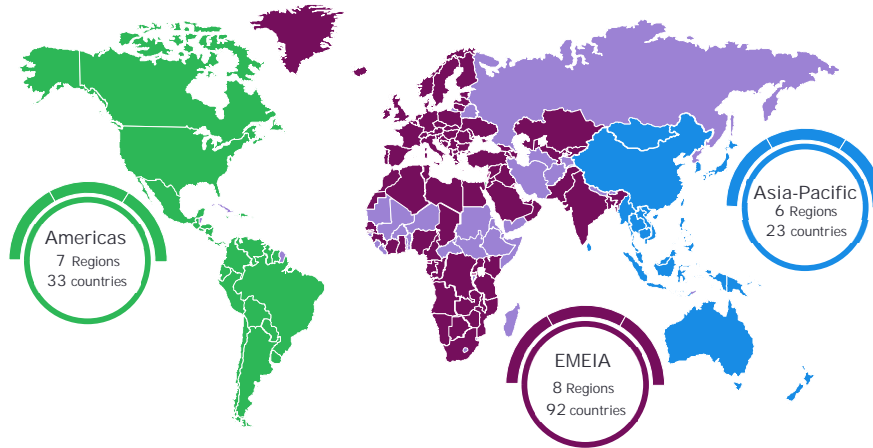 Americas
7 Regions
33 countries
Asia-Pacific
6 Regions
23 countries
EMEIA
8 Regions
92 countries